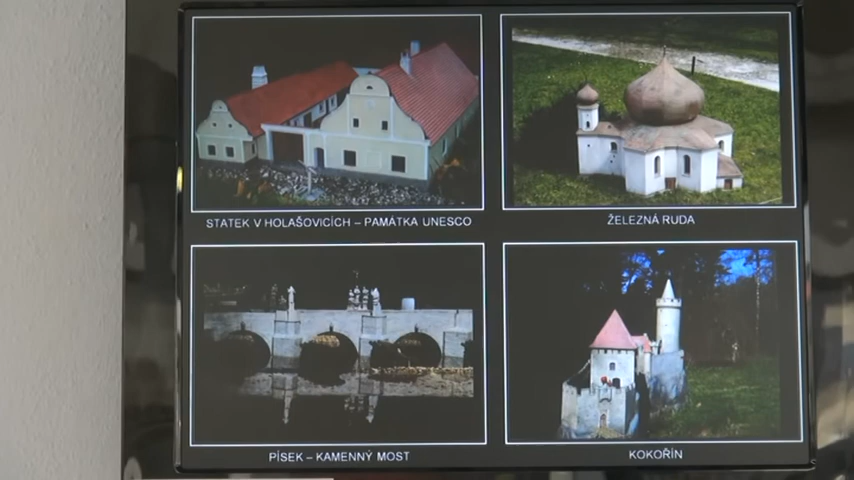 STATEK V HOLAŠOVICÍCH – PAMÁTKA UNESCO
ŽELEZNÁ RUDA
PÍSEK – KAMENNÝ MOST
KOKOŘÍN